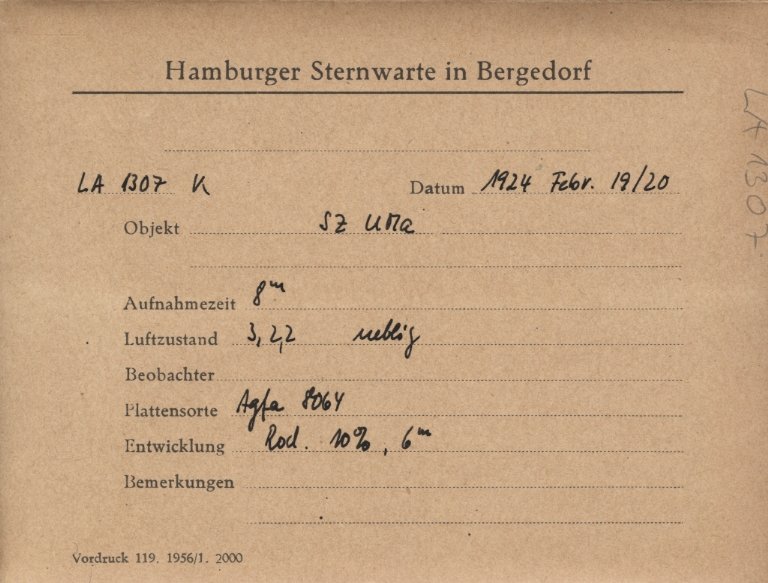 Hamburger Sternwarte in Bergedorf
LA 1307 K Datum 1924 Febr. 19/20
Objekt SZ UMa
Aufnahmezeit 8m
Luftzustand 3, 2, 2 neblig
Beobachter
Plattensorte Agfa 8064
Entwicklung Rod. 10%, 6m
Bemerkungen
Vordruck 119. 1956/1. 2000
LA 1307